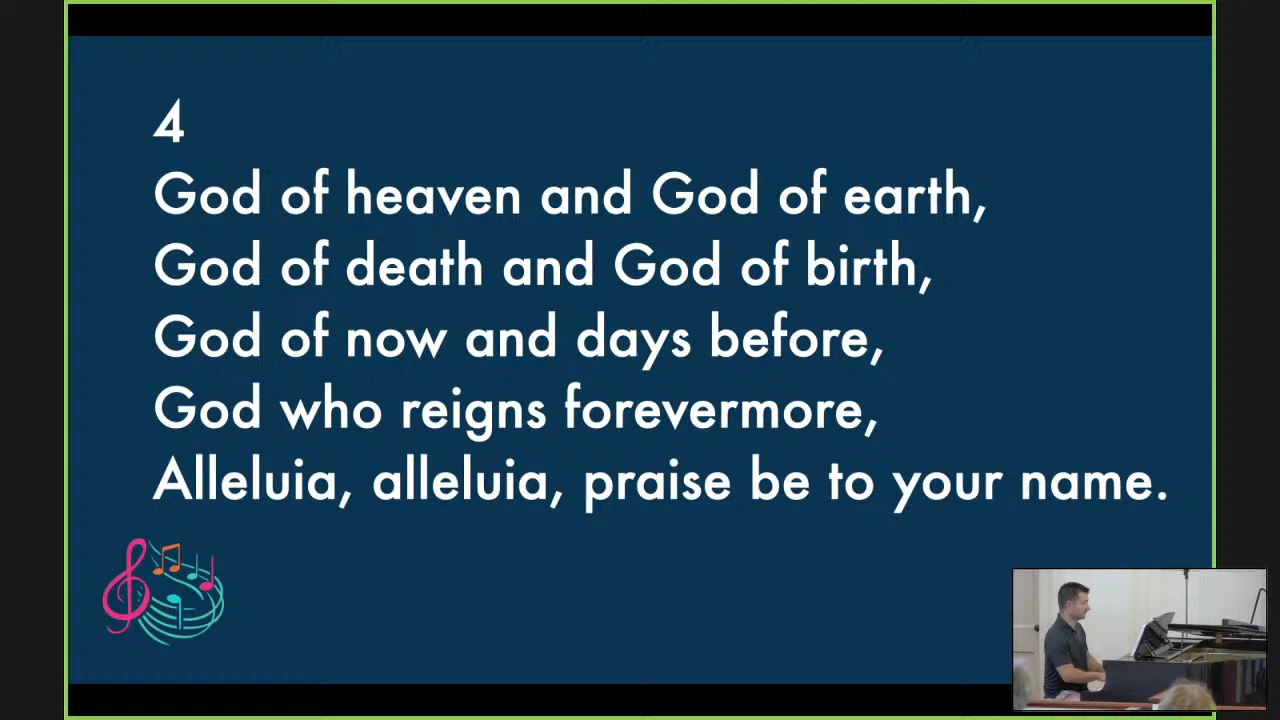 4
God of heaven and God of earth,
God of death and God of birth,
God of now and days before,
God who reigns forevermore,
Alleluia, alleluia, praise be to your name.